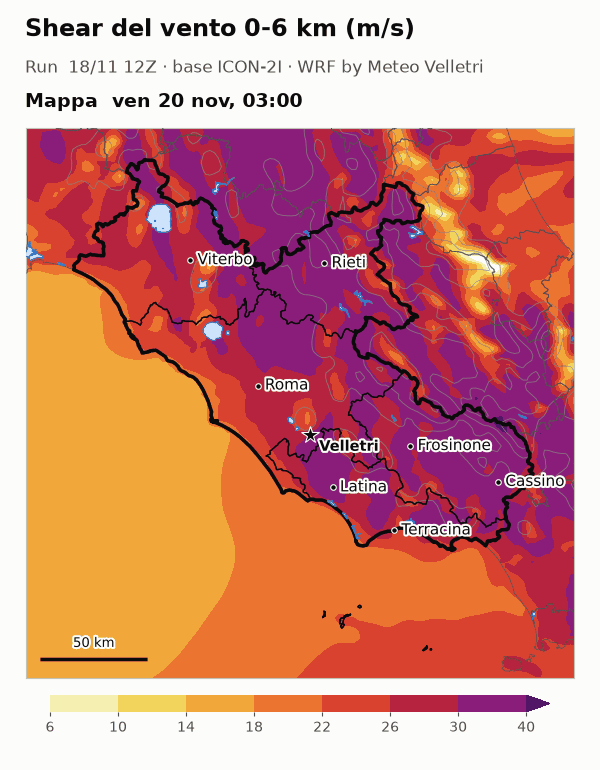 Shear del vento 0-6 km (m/s)
Run  18/11 12Z · base ICON-2I · WRF by Meteo Velletri
Mappa  ven 20 nov, 03:00
Viterbo
Rieti
Roma
Velletri
Frosinone
Cassino
Latina
Terracina
50 km
6 10 14 18 22 26 30 40